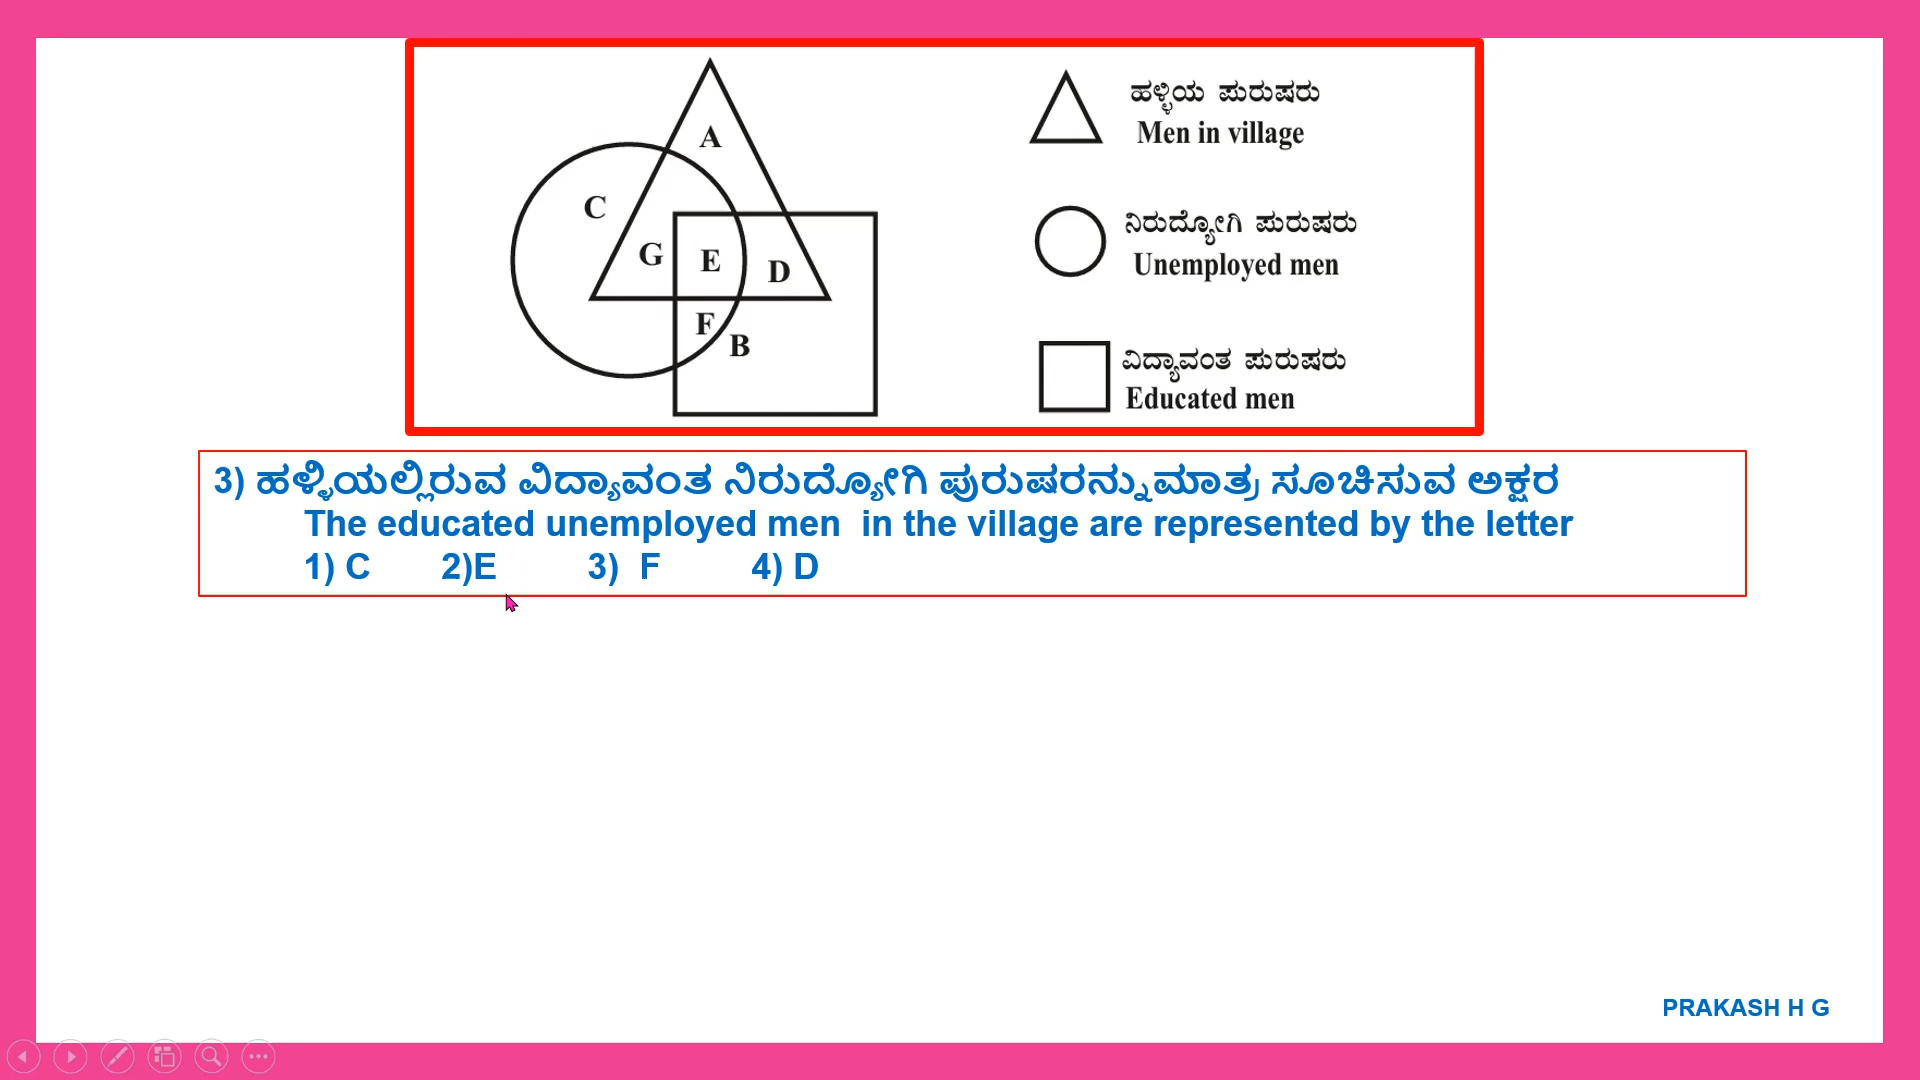 A
C
G
E
D
F
B
ಹಳ್ಳಿಯ ಪುರುಷರು
Men in village
ನಿರುದ್ಯೋಗಿ ಪುರುಷರು
Unemployed men
ವಿದ್ಯಾವಂತ ಪುರುಷರು
Educated men
3) ಹಳ್ಳಿಯಲ್ಲಿರುವ ವಿದ್ಯಾವಂತ ನಿರುದ್ಯೋಗಿ ಪುರುಷರನ್ನುಮಾತ್ರ ಸೂಚಿಸುವ ಅಕ್ಷರ
The educated unemployed men in the village are represented by the letter
1) C 2)E 3) F 4) D
PRAKASH H G